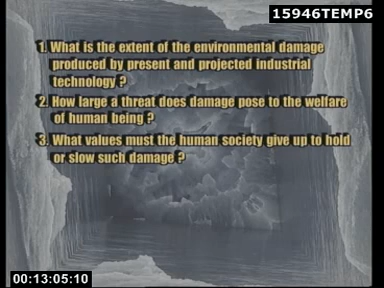 15946TEMP6
1. What is the extent of the environmental damage
produced by present and projected industrial
technology ?
2. How large a threat does damage pose to the welfare
of human being ?
3. What values must the human society give up to hold
or slow such damage ?
00:13:05:10